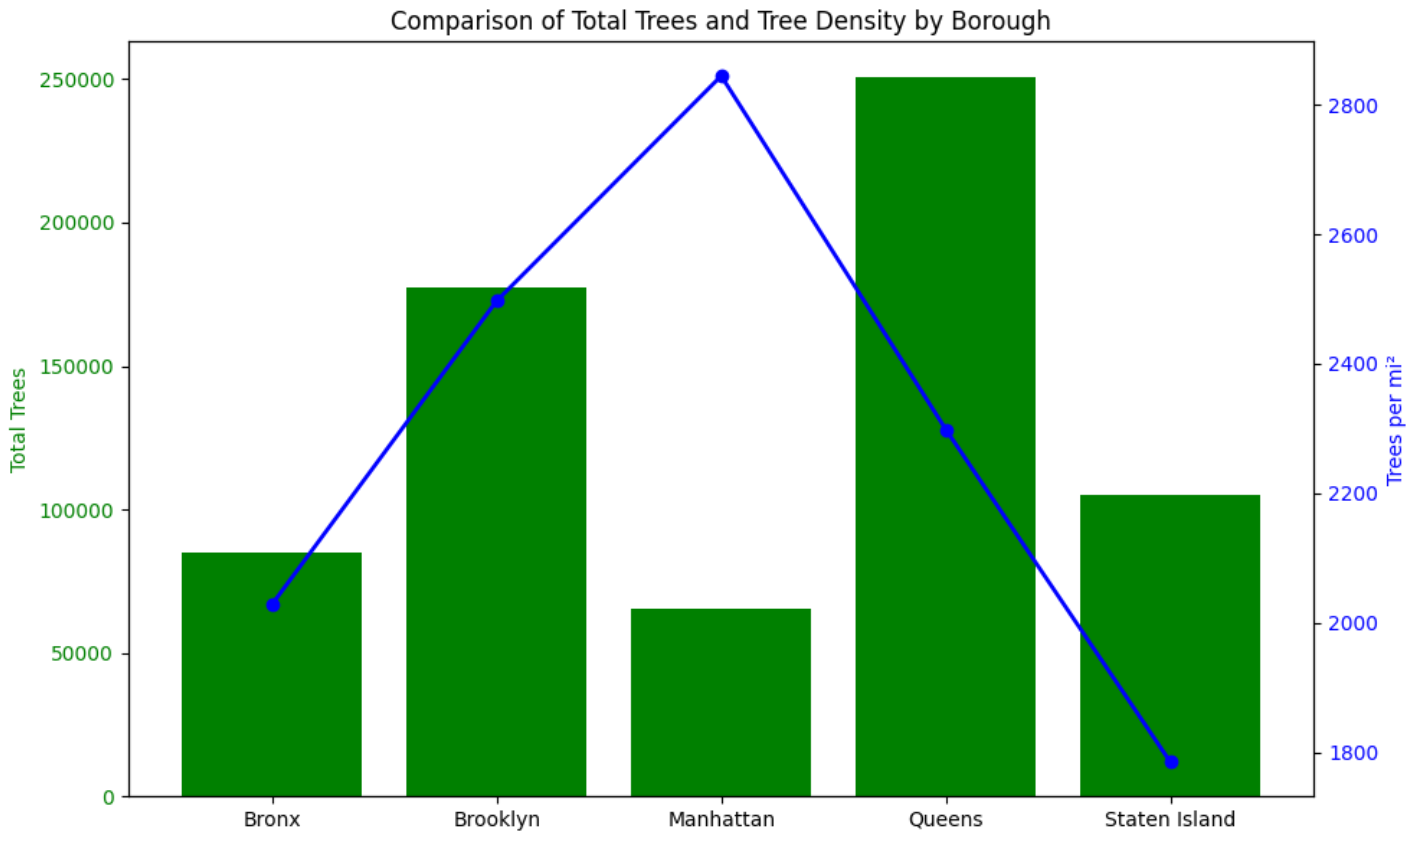 Comparison of Total Trees and Tree Density by Borough
250000
200000
150000
100000
50000
0
Total Trees
2800
2600
2400
2200
2000
1800
Trees per mi²
Bronx
Brooklyn
Manhattan
Queens
Staten Island